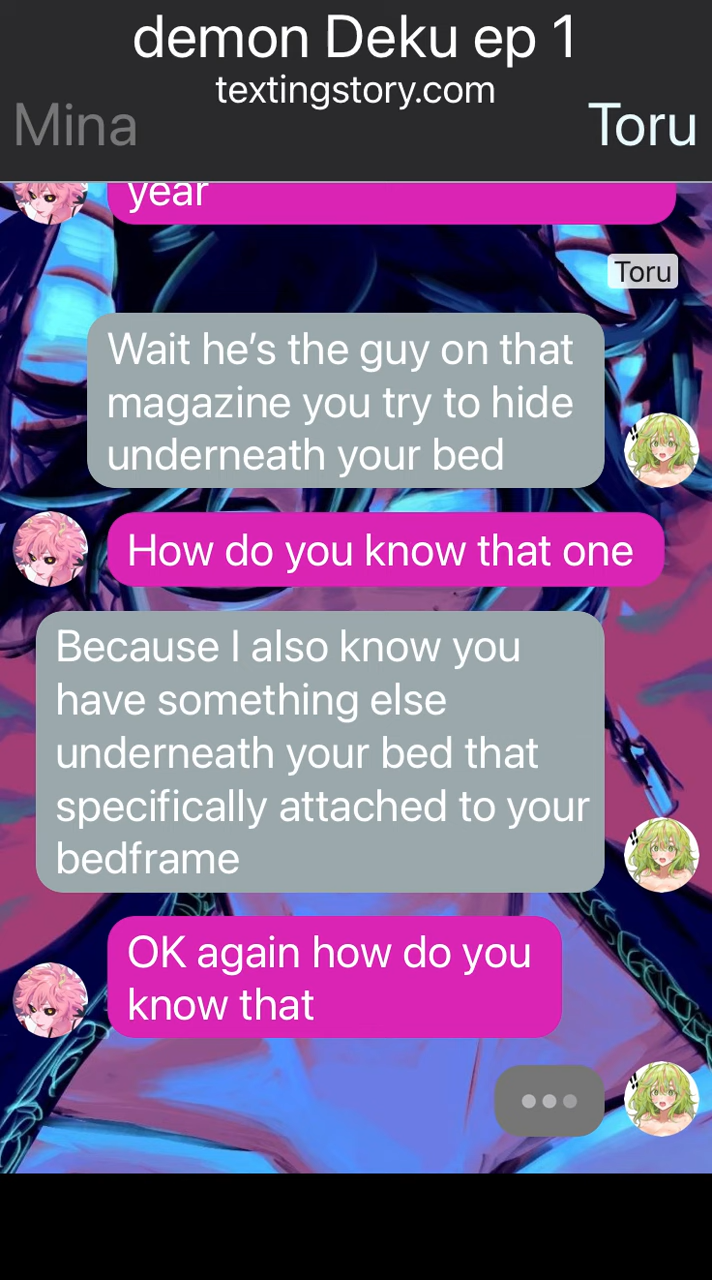 demon Deku ep 1
textingstory.com
Mina
Toru
year
Toru
Wait he’s the guy on that
magazine you try to hide
underneath your bed
How do you know that one
Because I also know you
have something else
underneath your bed that
specifically attached to your
bedframe
OK again how do you
know that